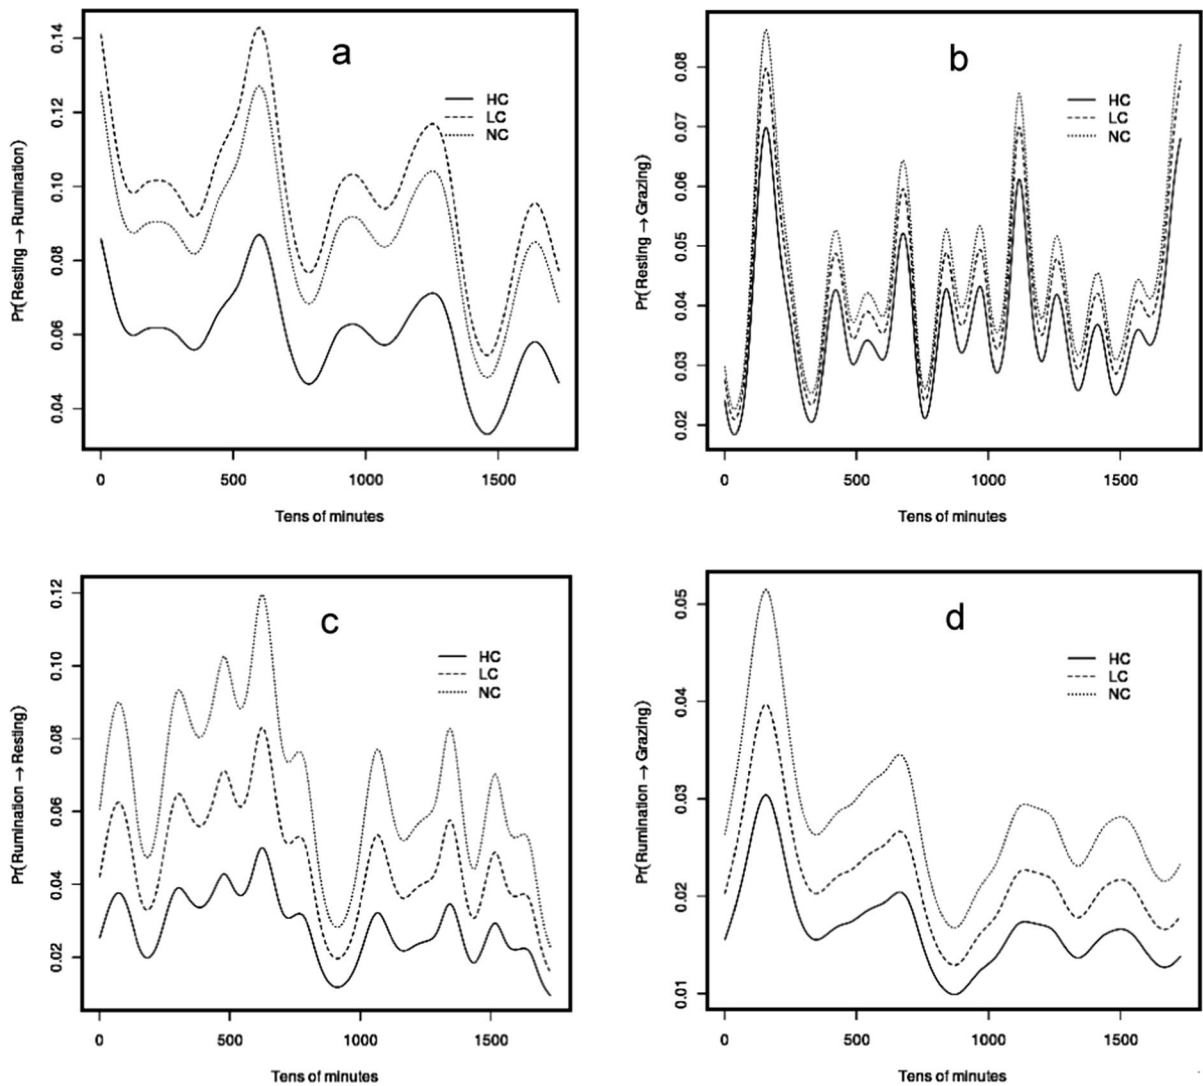 a
Pr(Resting → Rumination)
0.14
0.12
0.10
0.08
0.06
0.04
HC
LC
NC
0
500
1000
1500
Tens of minutes
b
Pr(Resting → Grazing)
0.08
0.07
0.06
0.05
0.04
0.03
0.02
HC
LC
NC
0
500
1000
1500
Tens of minutes
c
Pr(Rumination → Resting)
0.12
0.10
0.08
0.06
0.04
0.02
HC
LC
NC
0
500
1000
1500
Tens of minutes
d
Pr(Rumination → Grazing)
0.05
0.04
0.03
0.02
0.01
HC
LC
NC
0
500
1000
1500
Tens of minutes